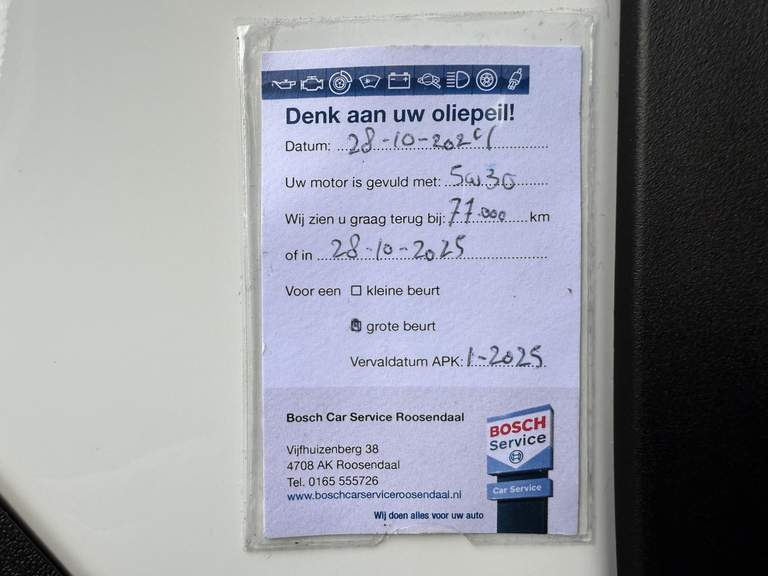 Denk aan uw oliepeil!
Datum: 28-10-2024
Uw motor is gevuld met: 5w30
Wij zien u graag terug bij: 77.000 km
of in 28-10-2025
Voor een ☐ kleine beurt
grote beurt
Vervaldatum APK: 1-2025
Bosch Car Service Roosendaal
Vijfhuizenberg 38
4708 AK Roosendaal
Tel. 0165 555726
www.boschcarserviceroosendaal.nl
BOSCH
Service
Car Service
Wij doen alles voor uw auto